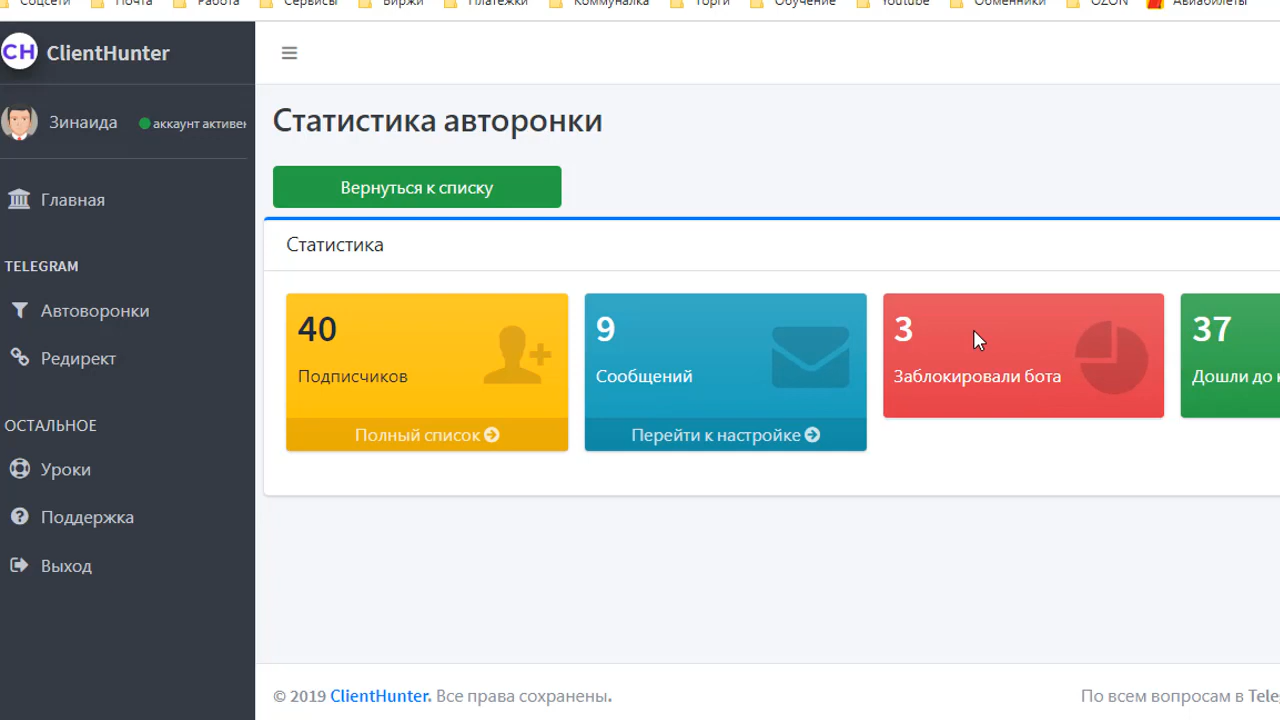 Соцсети Почта Работа Сервисы Биржи Платежки Коммуналка Торги Обучение Youtube Обменники OZON Авиабилеты
CH ClientHunter
Зинаида аккаунт активен
Главная
TELEGRAM
Автоворонки
Редирект
ОСТАЛЬНОЕ
Уроки
Поддержка
Выход
Статистика авторонки
Вернуться к списку
Статистика
40
Подписчиков
Полный список
9
Сообщений
Перейти к настройке
3
Заблокировали бота
37
Дошли до
© 2019 ClientHunter. Все права сохранены.
По всем вопросам в Tele